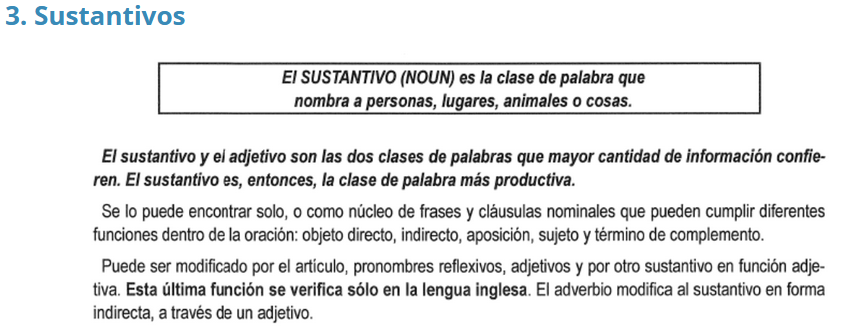 3. Sustantivos
El SUSTANTIVO (NOUN) es la clase de palabra que
nombra a personas, lugares, animales o cosas.
El sustantivo y el adjetivo son las dos clases de palabras que mayor cantidad de información confie-
ren. El sustantivo es, entonces, la clase de palabra más productiva.
Se lo puede encontrar solo, o como núcleo de frases y cláusulas nominales que pueden cumplir diferentes
funciones dentro de la oración: objeto directo, indirecto, aposición, sujeto y término de complemento.
Puede ser modificado por el artículo, pronombres reflexivos, adjetivos y por otro sustantivo en función adje-
tiva. Esta última función se verifica sólo en la lengua inglesa. El adverbio modifica al sustantivo en forma
indirecta, a través de un adjetivo.